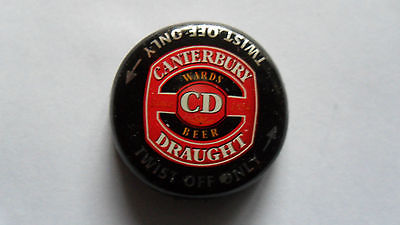 TWIST OFF ONLY
CANTERBURY
WARDS
CD
BEER
DRAUGHT
TWIST OFF ONLY